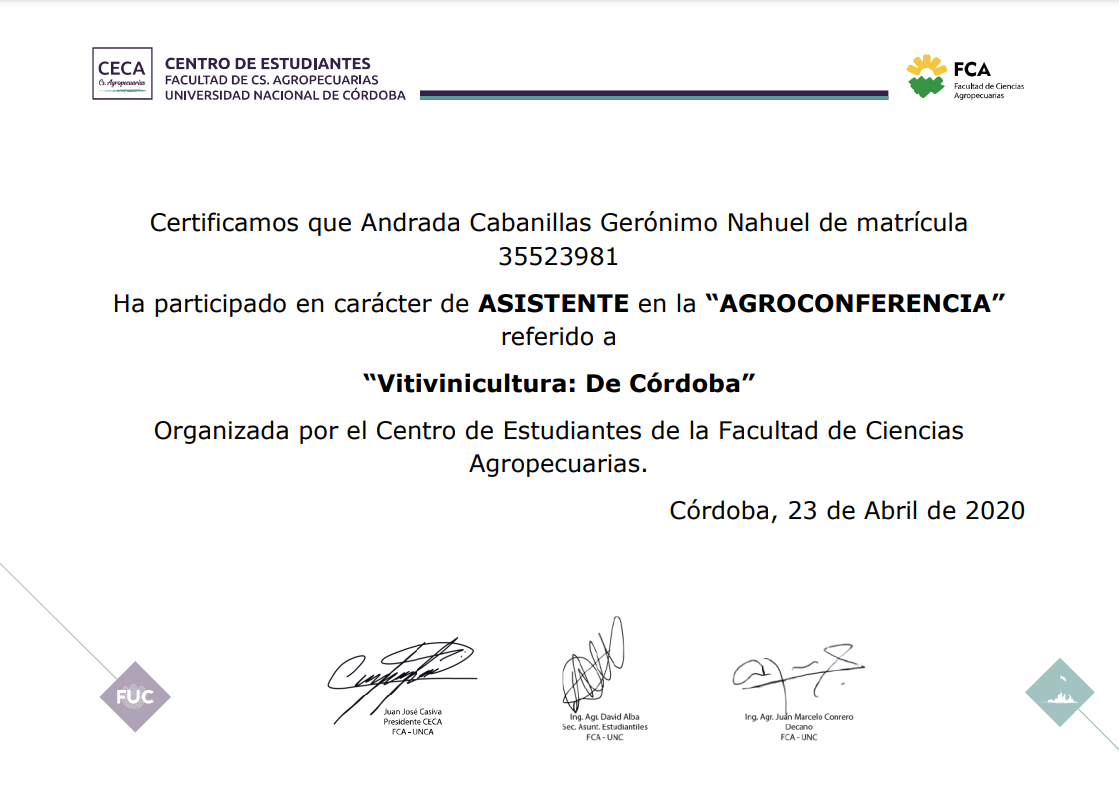 CECA
Cs. Agropecuarias
CENTRO DE ESTUDIANTES
FACULTAD DE CS. AGROPECUARIAS
UNIVERSIDAD NACIONAL DE CÓRDOBA
FCA
Facultad de Ciencias
Agropecuarias
Certificamos que Andrada Cabanillas Gerónimo Nahuel de matrícula
35523981
Ha participado en carácter de ASISTENTE en la “AGROCONFERENCIA”
referido a
“Vitivinicultura: De Córdoba”
Organizada por el Centro de Estudiantes de la Facultad de Ciencias
Agropecuarias.
Córdoba, 23 de Abril de 2020
FUC
Juan José Casiva
Presidente CECA
FCA - UNCA
Ing. Agr. David Alba
Sec. Asunt. Estudiantiles
FCA - UNC
Ing. Agr. Juan Marcelo Conrero
Decano
FCA - UNC